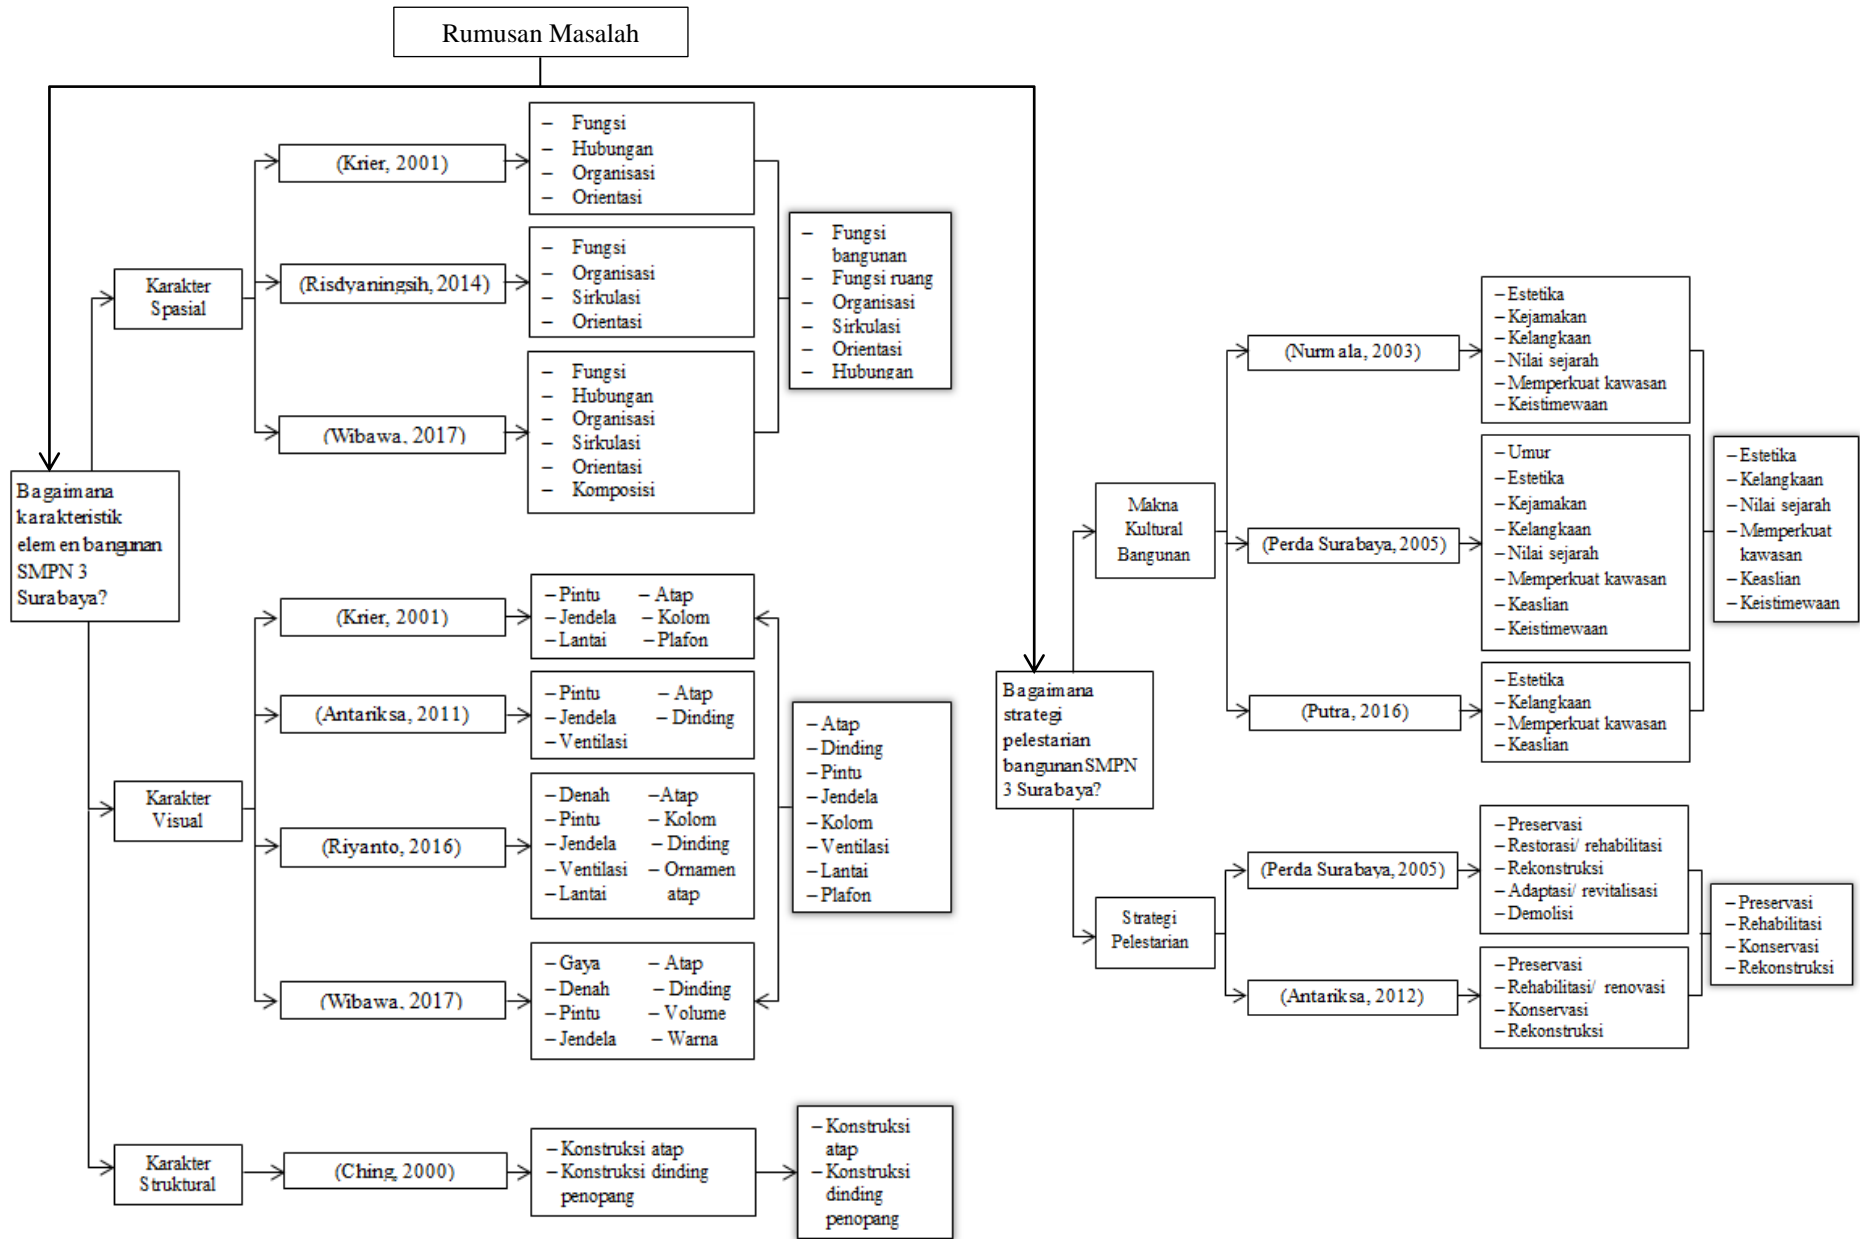 Rumusan Masalah
Bagaimana
karakteristik
elemen bangunan
SMPN 3
Surabaya?
Karakter
Spasial
(Krier, 2001)
– Fungsi
– Hubungan
– Organisasi
– Orientasi
(Risdyaningsih, 2014)
– Fungsi
– Organisasi
– Sirkulasi
– Orientasi
(Wibawa, 2017)
– Fungsi
– Hubungan
– Organisasi
– Sirkulasi
– Orientasi
– Komposisi
– Fungsi
bangunan
– Fungsi ruang
– Organisasi
– Sirkulasi
– Orientasi
– Hubungan
Karakter
Visual
(Krier, 2001)
– Pintu – Atap
– Jendela – Kolom
– Lantai – Plafon
(Antariksa, 2011)
– Pintu – Atap
– Jendela – Dinding
– Ventilasi
(Riyanto, 2016)
– Denah – Atap
– Pintu – Kolom
– Jendela – Dinding
– Ventilasi – Ornamen
– Lantai atap
(Wibawa, 2017)
– Gaya – Atap
– Denah – Dinding
– Pintu – Volume
– Jendela – Warna
– Atap
– Dinding
– Pintu
– Jendela
– Kolom
– Ventilasi
– Lantai
– Plafon
Karakter
Struktural
(Ching, 2000)
– Konstruksi atap
– Konstruksi dinding
penopang
– Konstruksi
atap
– Konstruksi
dinding
penopang
Bagaimana
strategi
pelestarian
bangunan SMPN
3 Surabaya?
Makna
Kultural
Bangunan
(Nurmala, 2003)
– Estetika
– Kejamakan
– Kelangkaan
– Nilai sejarah
– Memperkuat kawasan
– Keistimewaan
(Perda Surabaya, 2005)
– Umur
– Estetika
– Kejamakan
– Kelangkaan
– Nilai sejarah
– Memperkuat kawasan
– Keaslian
– Keistimewaan
(Putra, 2016)
– Estetika
– Kelangkaan
– Memperkuat kawasan
– Keaslian
– Estetika
– Kelangkaan
– Nilai sejarah
– Memperkuat
kawasan
– Keaslian
– Keistimewaan
Strategi
Pelestarian
(Perda Surabaya, 2005)
– Preservasi
– Restorasi/ rehabilitasi
– Rekonstruksi
– Adaptasi/ revitalisasi
– Demolisi
(Antariksa, 2012)
– Preservasi
– Rehabilitasi/ renovasi
– Konservasi
– Rekonstruksi
– Preservasi
– Rehabilitasi
– Konservasi
– Rekonstruksi